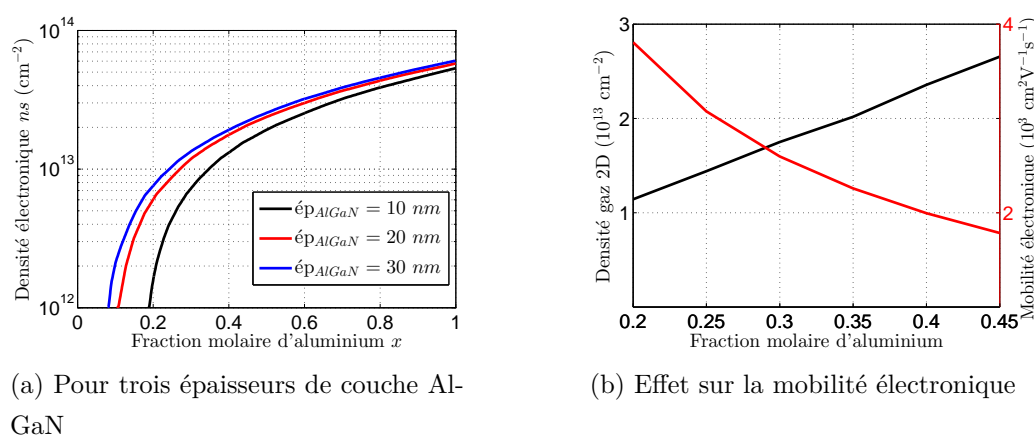 10^14
10^13
10^12
Densité électronique ns (cm^−2)
ép_AlGaN = 10 nm
ép_AlGaN = 20 nm
ép_AlGaN = 30 nm
0 0.2 0.4 0.6 0.8 1
Fraction molaire d'aluminium x
(a) Pour trois épaisseurs de couche Al-
GaN
3
2
1
Densité gaz 2D (10^13 cm^−2)
4
2
Mobilité électronique (10^3 cm^2V^−1s^−1)
0.2 0.25 0.3 0.35 0.4 0.45
Fraction molaire d'aluminium
(b) Effet sur la mobilité électronique